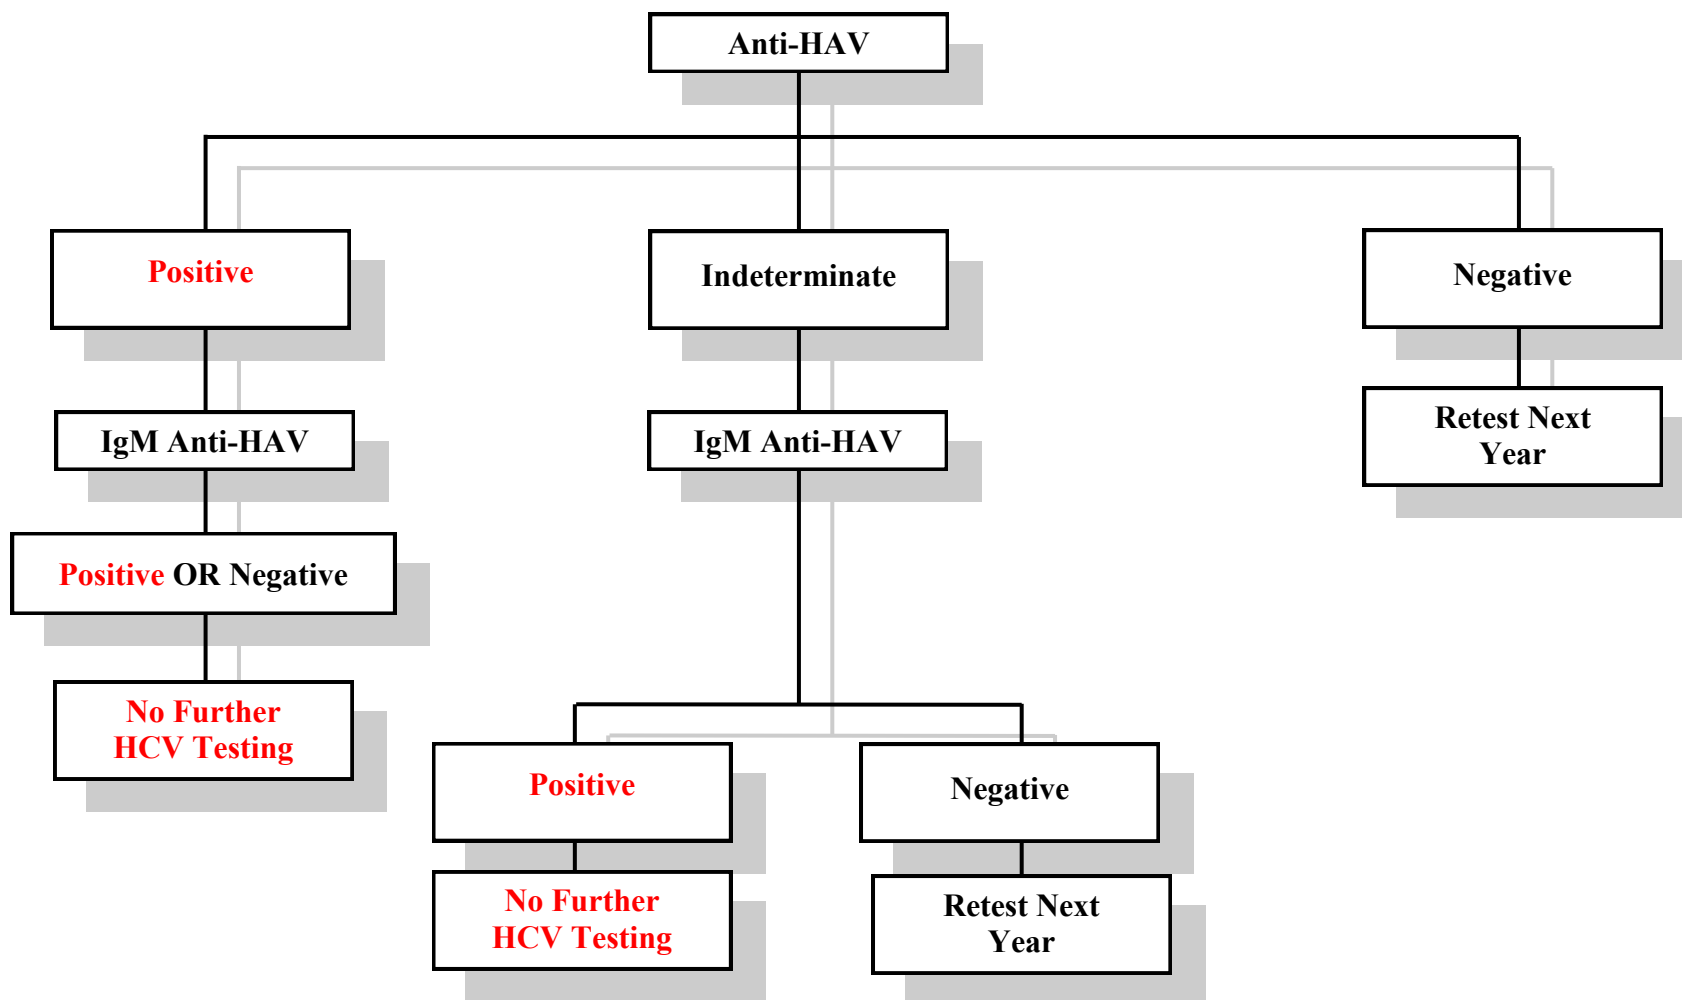 Anti-HAV
Positive
Indeterminate
Negative
IgM Anti-HAV
IgM Anti-HAV
Retest Next
Year
Positive OR Negative
No Further
HCV Testing
Positive
Negative
No Further
HCV Testing
Retest Next
Year